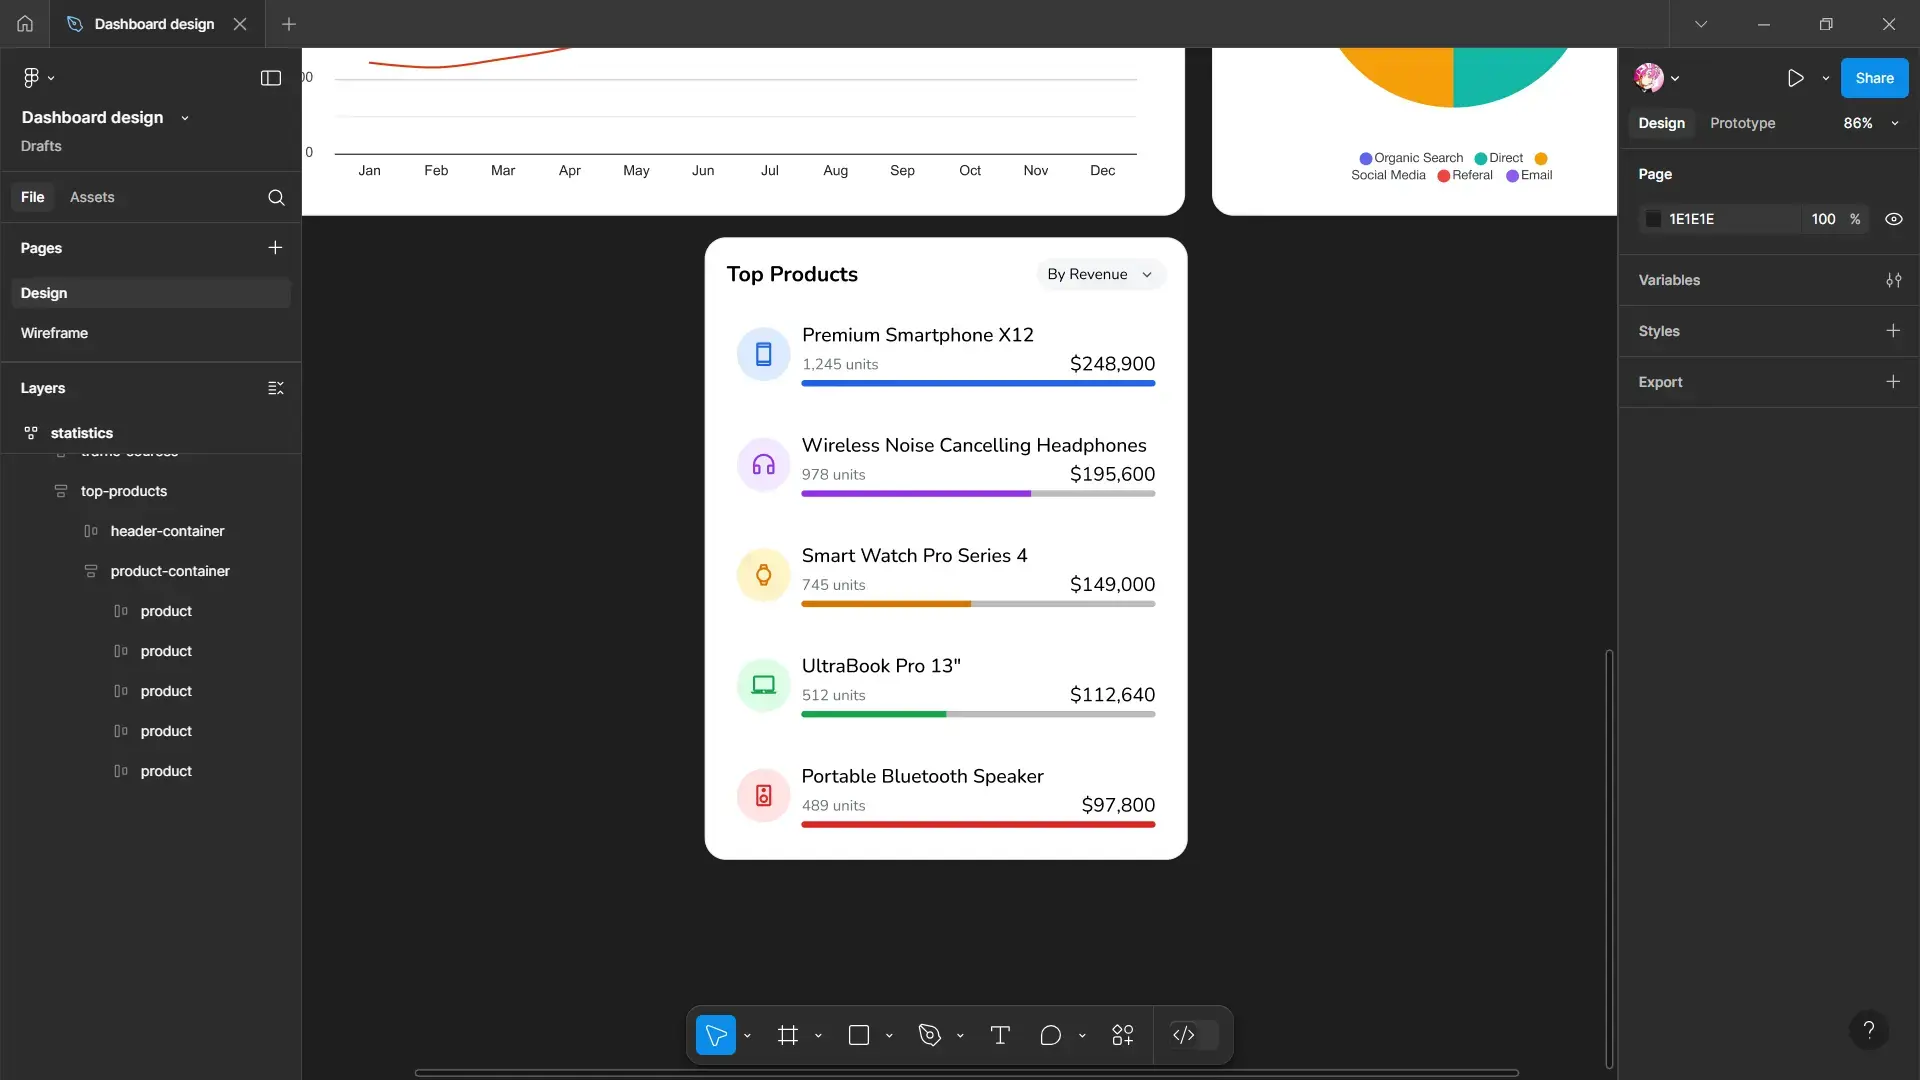 Dashboard design
Dashboard design
Drafts
File Assets
Pages
Design
Wireframe
Layers
statistics
top-products
header-container
product-container
product
product
product
product
product
0
Jan Feb Mar Apr May Jun Jul Aug Sep Oct Nov Dec
Organic Search Direct
Social Media Referal Email
Top Products By Revenue
Premium Smartphone X12
1,245 units $248,900
Wireless Noise Cancelling Headphones
978 units $195,600
Smart Watch Pro Series 4
745 units $149,000
UltraBook Pro 13"
512 units $112,640
Portable Bluetooth Speaker
489 units $97,800
Share
Design Prototype 86%
Page
1E1E1E 100 %
Variables
Styles
Export
?